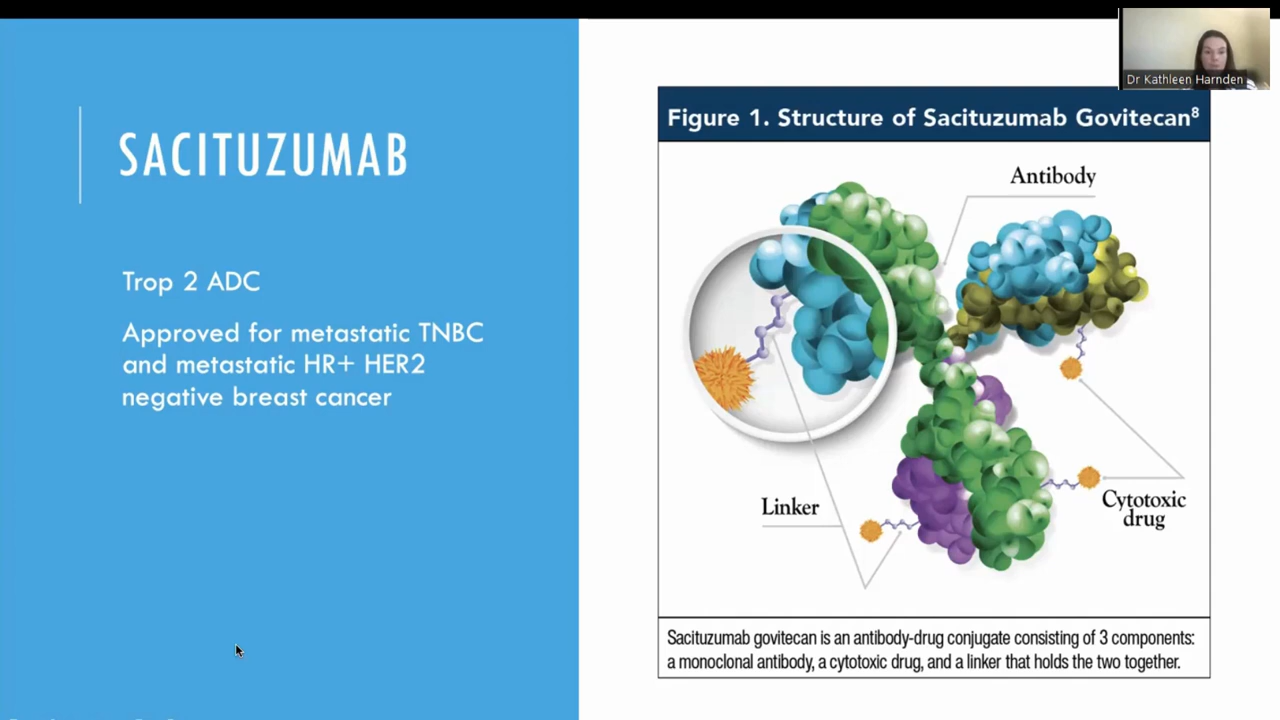 SACITUZUMAB
Trop 2 ADC
Approved for metastatic TNBC
and metastatic HR+ HER2
negative breast cancer
Dr Kathleen Harnden
Figure 1. Structure of Sacituzumab Govitecan8
Antibody
Linker
Cytotoxic
drug
Sacituzumab govitecan is an antibody-drug conjugate consisting of 3 components:
a monoclonal antibody, a cytotoxic drug, and a linker that holds the two together.